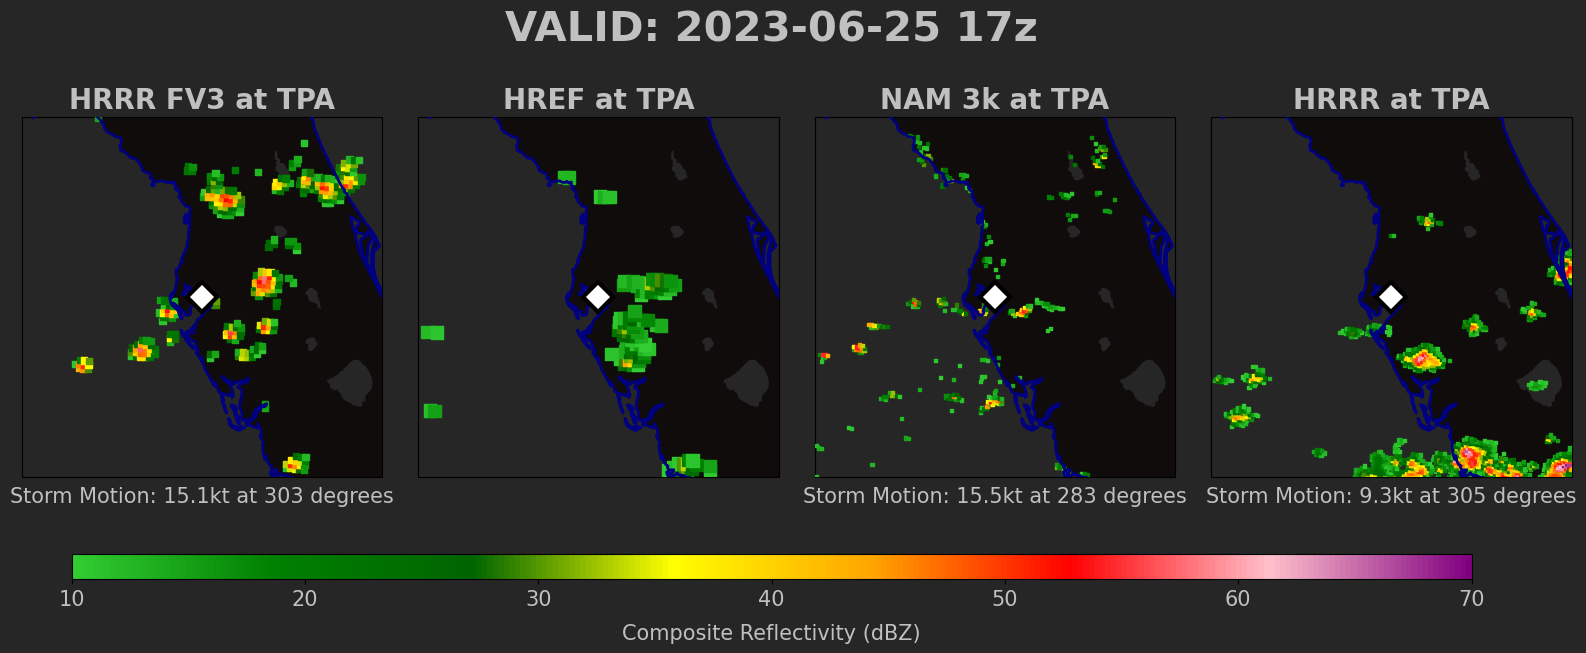 VALID: 2023-06-25 17z
HRRR FV3 at TPA
HREF at TPA
NAM 3k at TPA
HRRR at TPA
Storm Motion: 15.1kt at 303 degrees
Storm Motion: 15.5kt at 283 degrees
Storm Motion: 9.3kt at 305 degrees
10 20 30 40 50 60 70
Composite Reflectivity (dBZ)